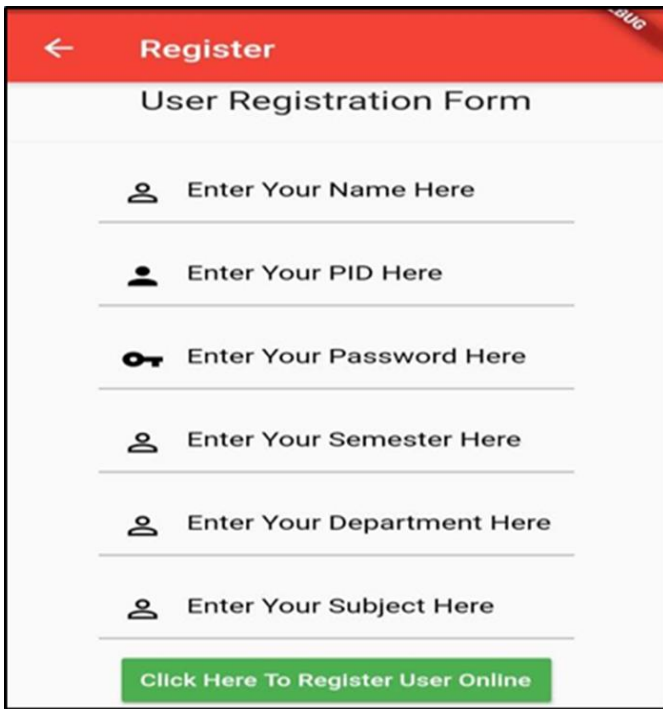 Register
User Registration Form
Enter Your Name Here
Enter Your PID Here
Enter Your Password Here
Enter Your Semester Here
Enter Your Department Here
Enter Your Subject Here
Click Here To Register User Online